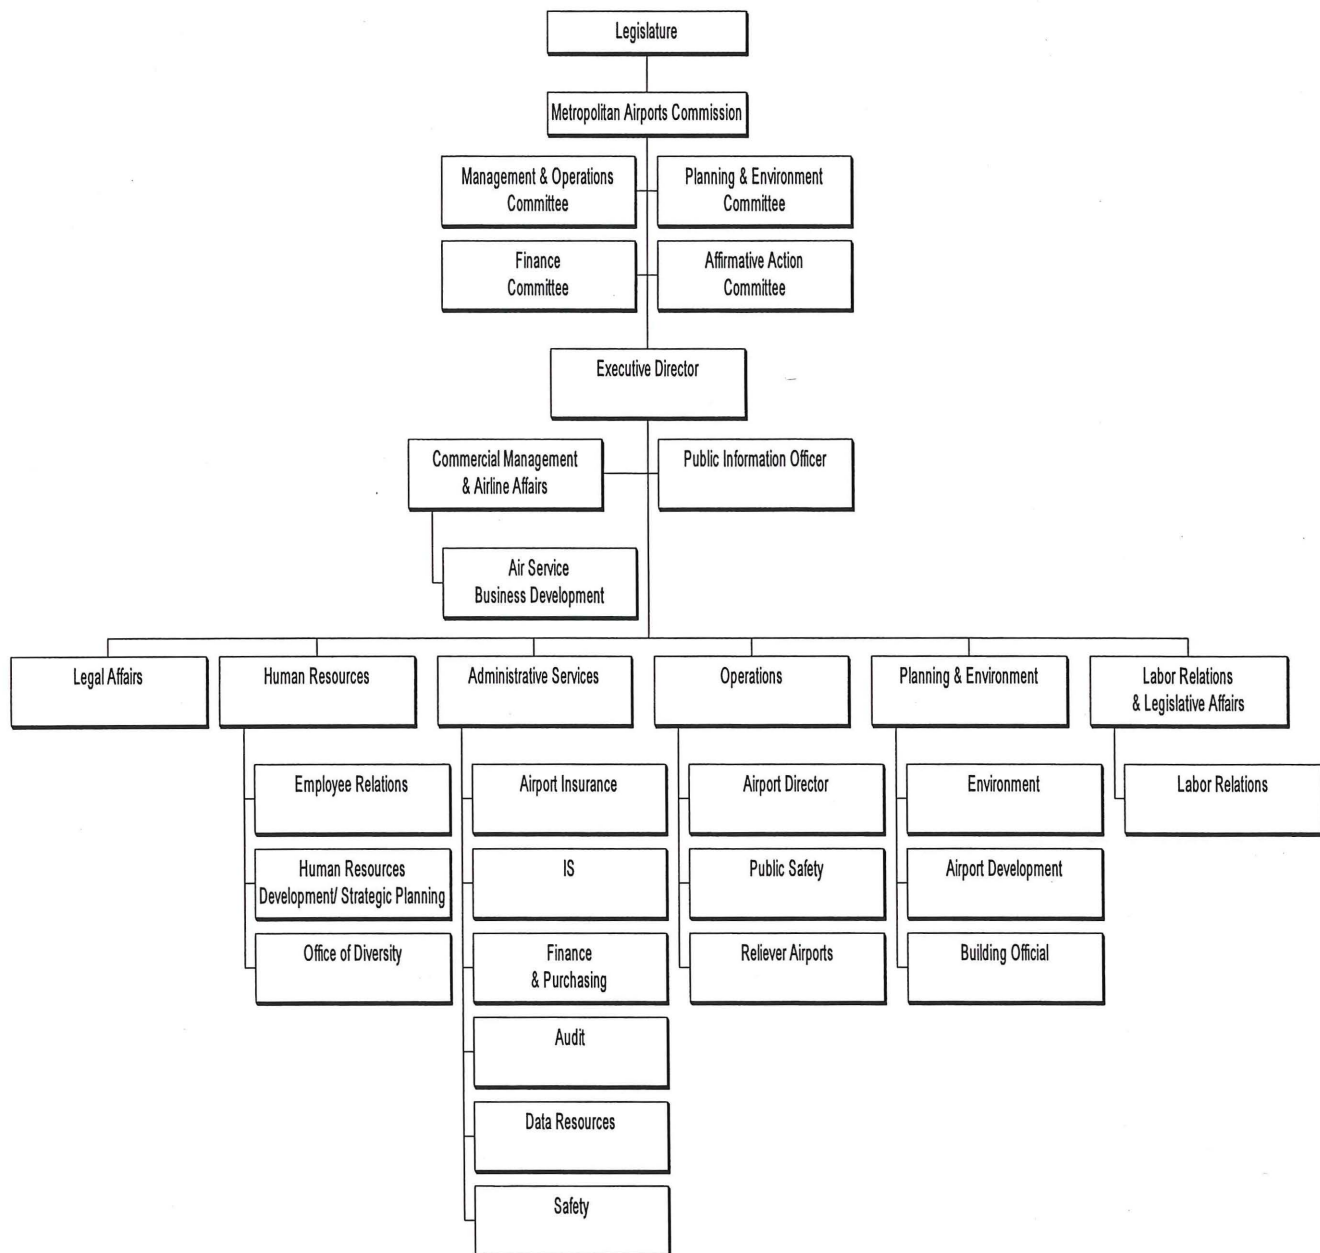 Legislature
Metropolitan Airports Commission
Management & Operations
Committee
Planning & Environment
Committee
Finance
Committee
Affirmative Action
Committee
Executive Director
Commercial Management
& Airline Affairs
Public Information Officer
Air Service
Business Development
Legal Affairs
Human Resources
Administrative Services
Operations
Planning & Environment
Labor Relations
& Legislative Affairs
Employee Relations
Human Resources
Development/ Strategic Planning
Office of Diversity
Airport Insurance
IS
Finance
& Purchasing
Audit
Data Resources
Safety
Airport Director
Public Safety
Reliever Airports
Environment
Airport Development
Building Official
Labor Relations